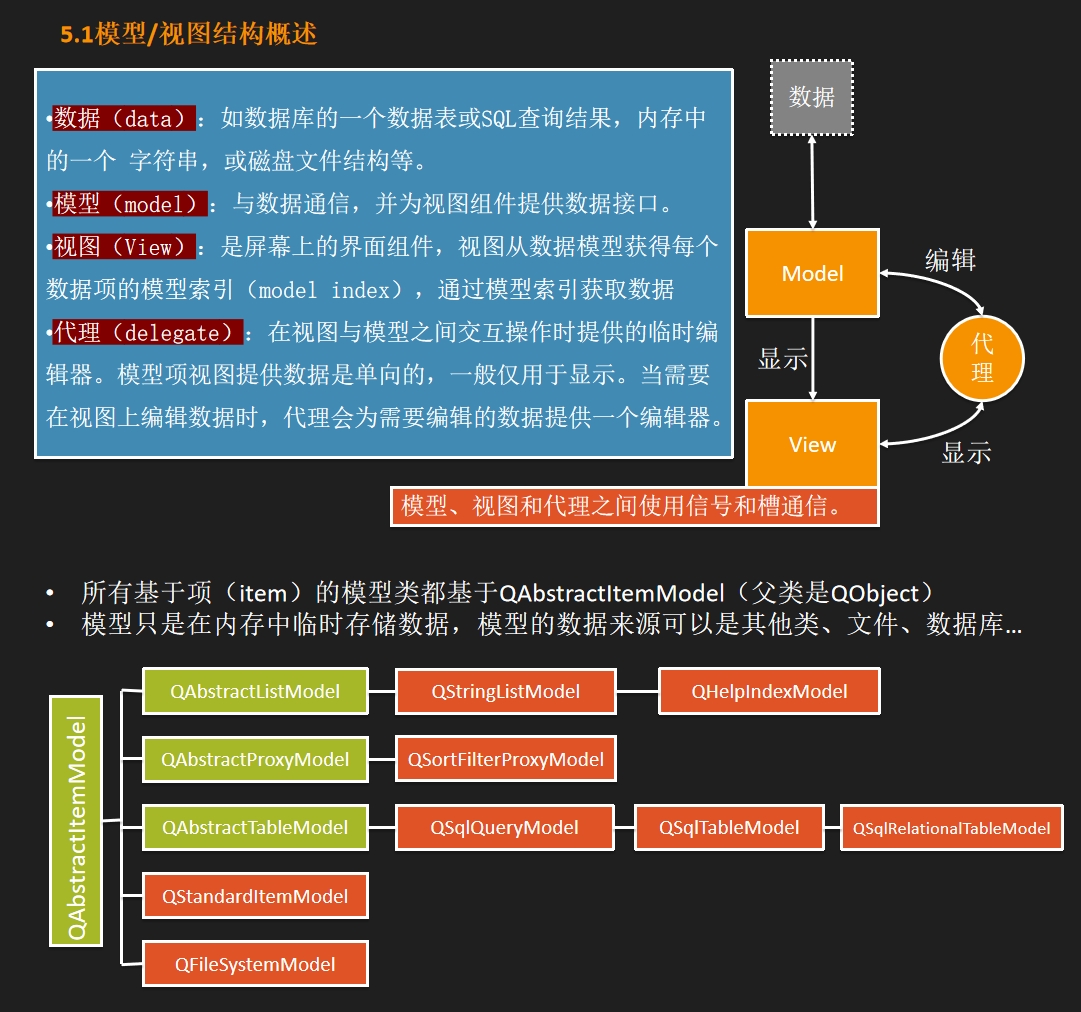 5.1模型/视图结构概述
•数据（data）：如数据库的一个数据表或SQL查询结果，内存中
的一个 字符串，或磁盘文件结构等。
•模型（model）：与数据通信，并为视图组件提供数据接口。
•视图（View）：是屏幕上的界面组件，视图从数据模型获得每个
数据项的模型索引（model index），通过模型索引获取数据
•代理（delegate）：在视图与模型之间交互操作时提供的临时编
辑器。模型项视图提供数据是单向的，一般仅用于显示。当需要
在视图上编辑数据时，代理会为需要编辑的数据提供一个编辑器。
数据
Model
编辑
代
理
显示
View
显示
模型、视图和代理之间使用信号和槽通信。
• 所有基于项（item）的模型类都基于QAbstractItemModel（父类是QObject）
• 模型只是在内存中临时存储数据，模型的数据来源可以是其他类、文件、数据库...
QAbstractItemModel
QAbstractListModel
QStringListModel
QHelpIndexModel
QAbstractProxyModel
QSortFilterProxyModel
QAbstractTableModel
QSqlQueryModel
QSqlTableModel
QSqlRelationalTableModel
QStandardItemModel
QFileSystemModel